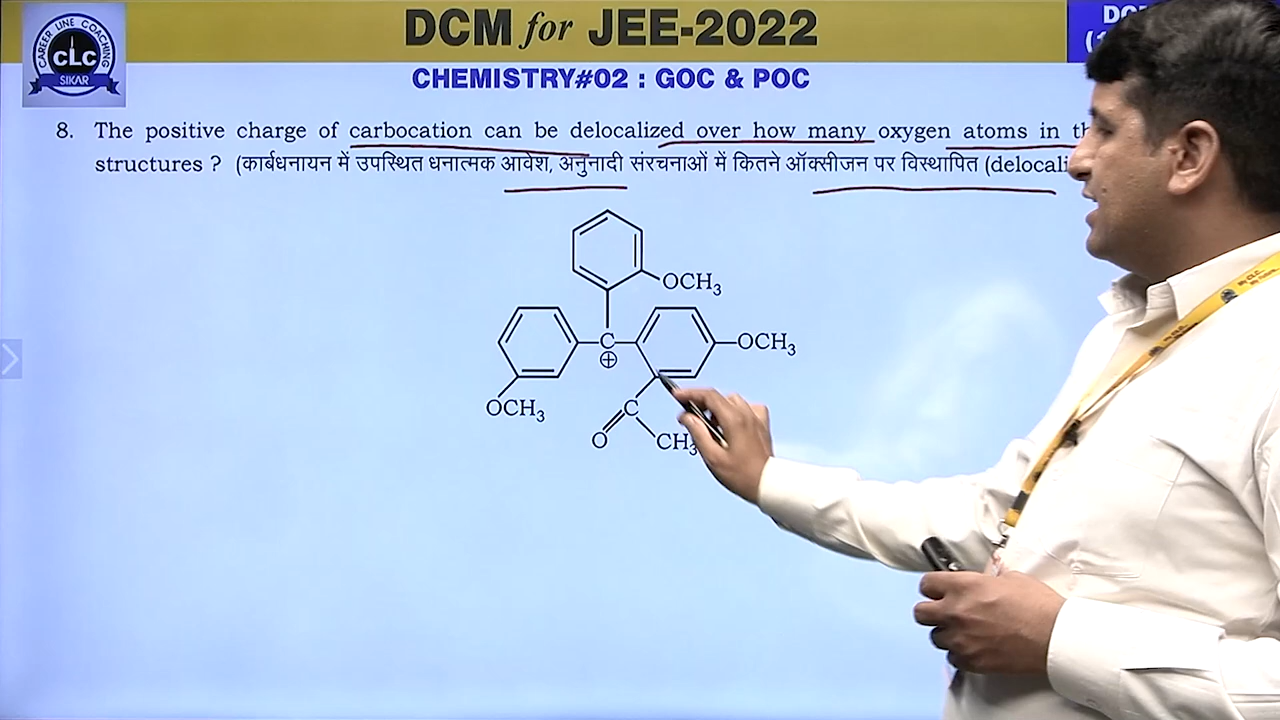 DCM for JEE-2022
CAREER LINE COACHING
CLC
SIKAR
CHEMISTRY#02 : GOC & POC
8. The positive charge of carbocation can be delocalized over how many oxygen atoms in
structures ? (कार्बधनायन में उपस्थित धनात्मक आवेश, अनुनादी संरचनाओं में कितने ऑक्सीजन पर विस्थापित
OCH3
C
⊕
OCH3
OCH3
C
O
CH3